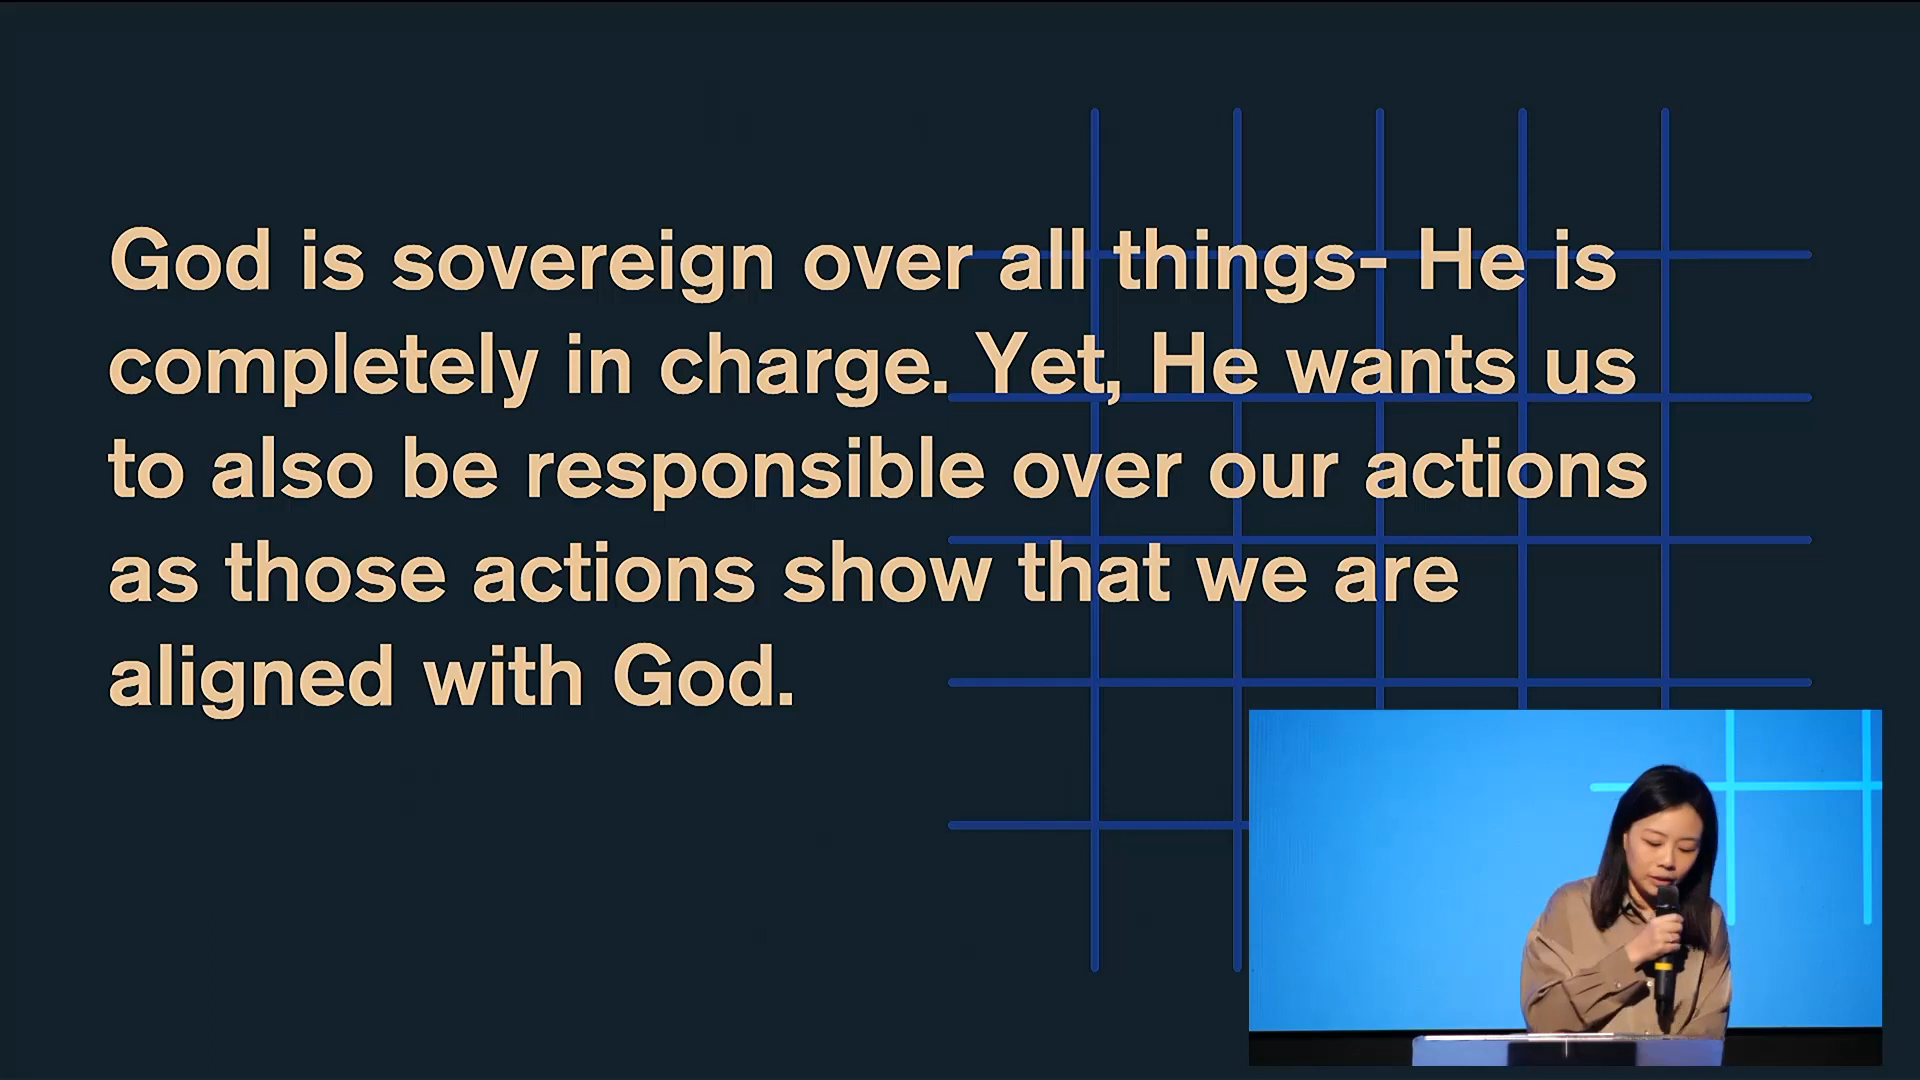 God is sovereign over all things- He is
completely in charge. Yet, He wants us
to also be responsible over our actions
as those actions show that we are
aligned with God.